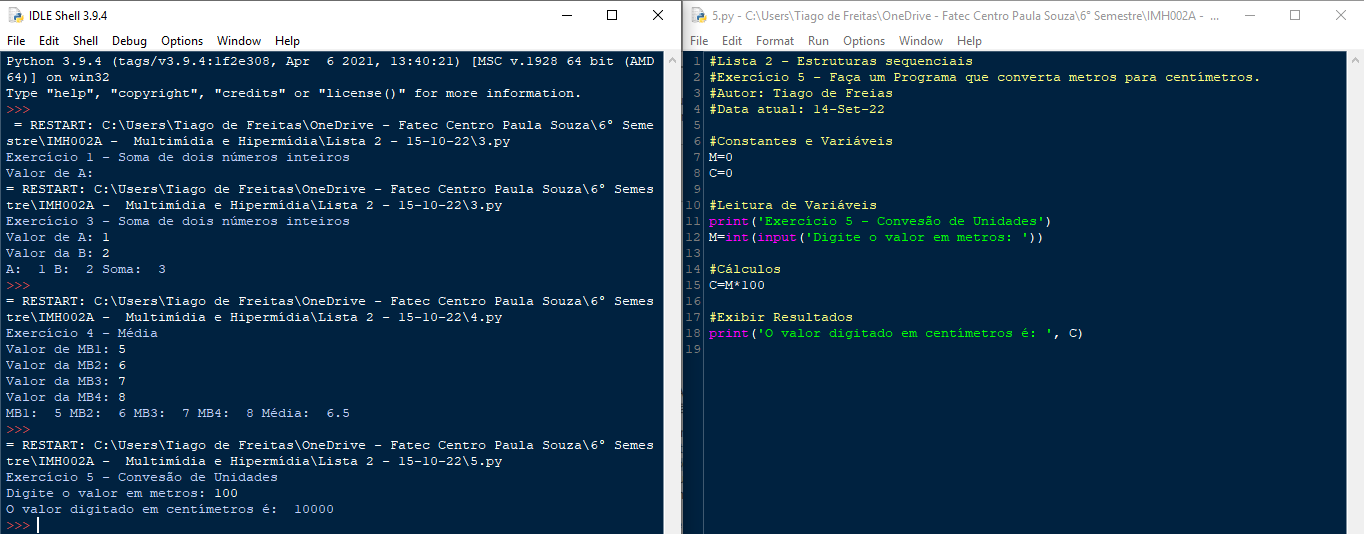 IDLE Shell 3.9.4
File Edit Shell Debug Options Window Help
Python 3.9.4 (tags/v3.9.4:1f2e308, Apr  6 2021, 13:40:21) [MSC v.1928 64 bit (AMD
64)] on win32
Type "help", "copyright", "credits" or "license()" for more information.
>>>
 = RESTART: C:\Users\Tiago de Freitas\OneDrive - Fatec Centro Paula Souza\6° Seme
stre\IMH002A -  Multimídia e Hipermídia\Lista 2 - 15-10-22\3.py
Exercício 1 - Soma de dois números inteiros
Valor de A:
= RESTART: C:\Users\Tiago de Freitas\OneDrive - Fatec Centro Paula Souza\6° Semes
tre\IMH002A -  Multimídia e Hipermídia\Lista 2 - 15-10-22\3.py
Exercício 3 - Soma de dois números inteiros
Valor de A: 1
Valor da B: 2
A:  1 B:  2 Soma:  3
>>>
= RESTART: C:\Users\Tiago de Freitas\OneDrive - Fatec Centro Paula Souza\6° Semes
tre\IMH002A -  Multimídia e Hipermídia\Lista 2 - 15-10-22\4.py
Exercício 4 - Média
Valor de MB1: 5
Valor da MB2: 6
Valor da MB3: 7
Valor da MB4: 8
MB1:  5 MB2:  6 MB3:  7 MB4:  8 Média:  6.5
>>>
= RESTART: C:\Users\Tiago de Freitas\OneDrive - Fatec Centro Paula Souza\6° Semes
tre\IMH002A -  Multimídia e Hipermídia\Lista 2 - 15-10-22\5.py
Exercício 5 - Convesão de Unidades
Digite o valor em metros: 100
O valor digitado em centímetros é:  10000
>>>
5.py - C:\Users\Tiago de Freitas\OneDrive - Fatec Centro Paula Souza\6° Semestre\IMH002A - ...
File Edit Format Run Options Window Help
1 #Lista 2 - Estruturas sequenciais
2 #Exercício 5 - Faça um Programa que converta metros para centímetros.
3 #Autor: Tiago de Freias
4 #Data atual: 14-Set-22
5
6 #Constantes e Variáveis
7 M=0
8 C=0
9
10 #Leitura de Variáveis
11 print('Exercício 5 - Convesão de Unidades')
12 M=int(input('Digite o valor em metros: '))
13
14 #Cálculos
15 C=M*100
16
17 #Exibir Resultados
18 print('O valor digitado em centímetros é: ', C)
19